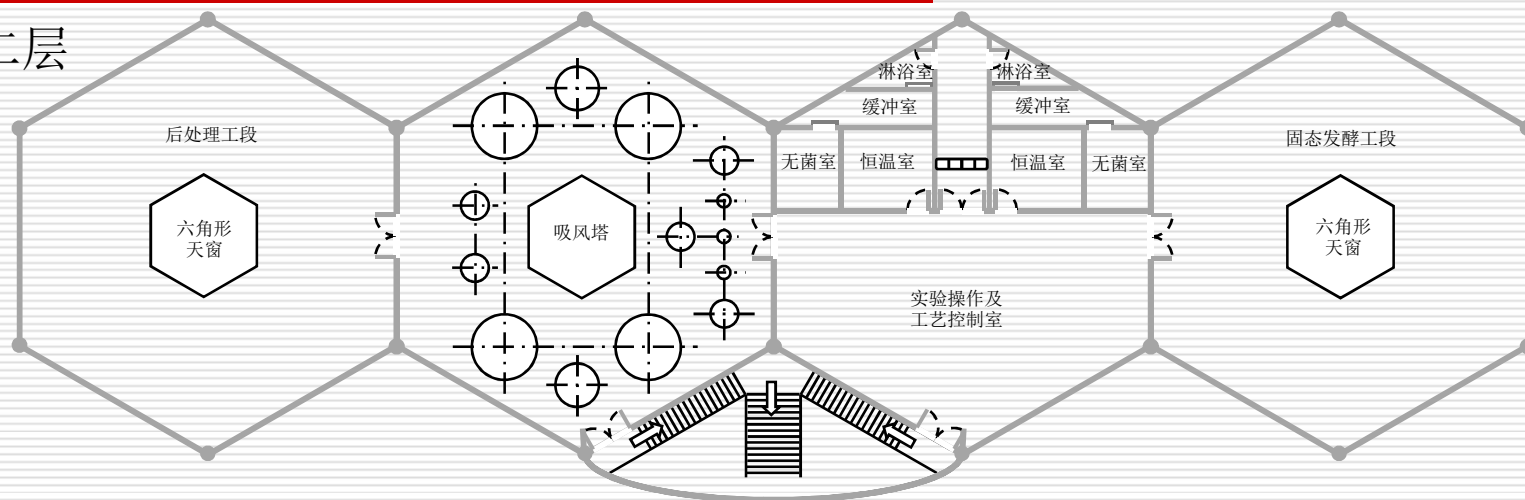 层
淋浴室
淋浴室
缓冲室
缓冲室
后处理工段
固态发酵工段
无菌室
恒温室
恒温室
无菌室
六角形
天窗
吸风塔
六角形
天窗
实验操作及
工艺控制室